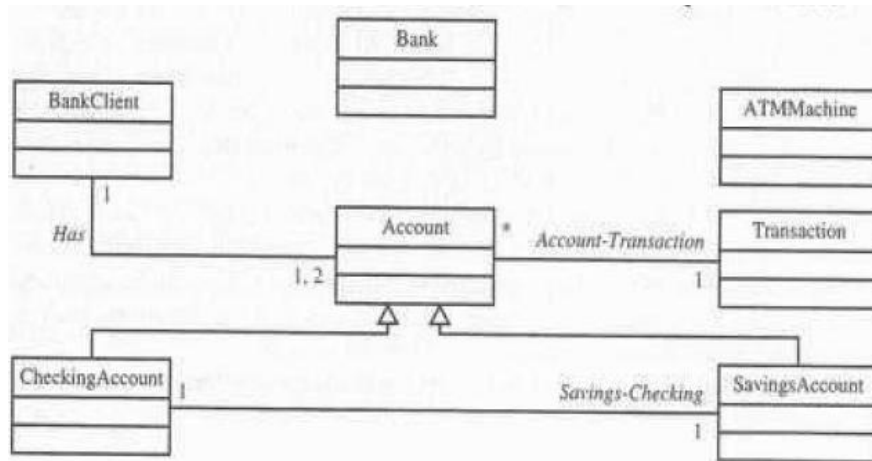 Bank
BankClient
ATMMachine
1
Has
Account
*
Account-Transaction
Transaction
1, 2
1
CheckingAccount
1
Savings-Checking
SavingsAccount
1